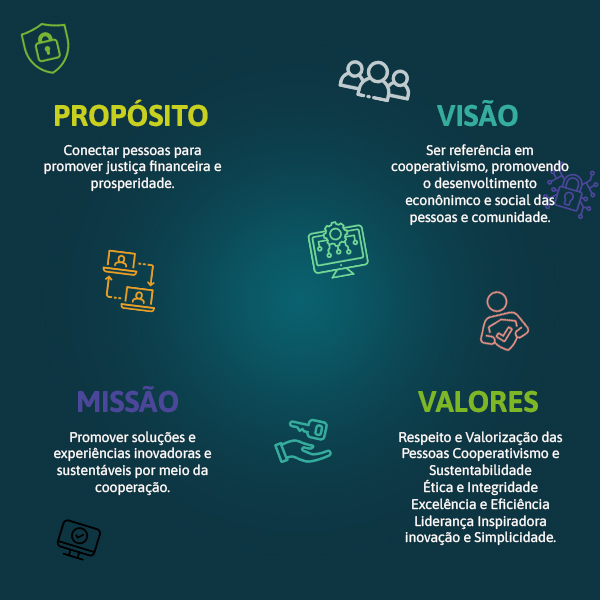 PROPÓSITO
Conectar pessoas para
promover justiça financeira e
prosperidade.
VISÃO
Ser referência em
cooperativismo, promovendo
o desenvoltimento
econônimco e social das
pessoas e comunidade.
MISSÃO
Promover soluções e
experiências inovadoras e
sustentáveis por meio da
cooperação.
VALORES
Respeito e Valorização das
Pessoas Cooperativismo e
Sustentabilidade
Ética e Integridade
Excelência e Eficiência
Liderança Inspiradora
inovação e Simplicidade.